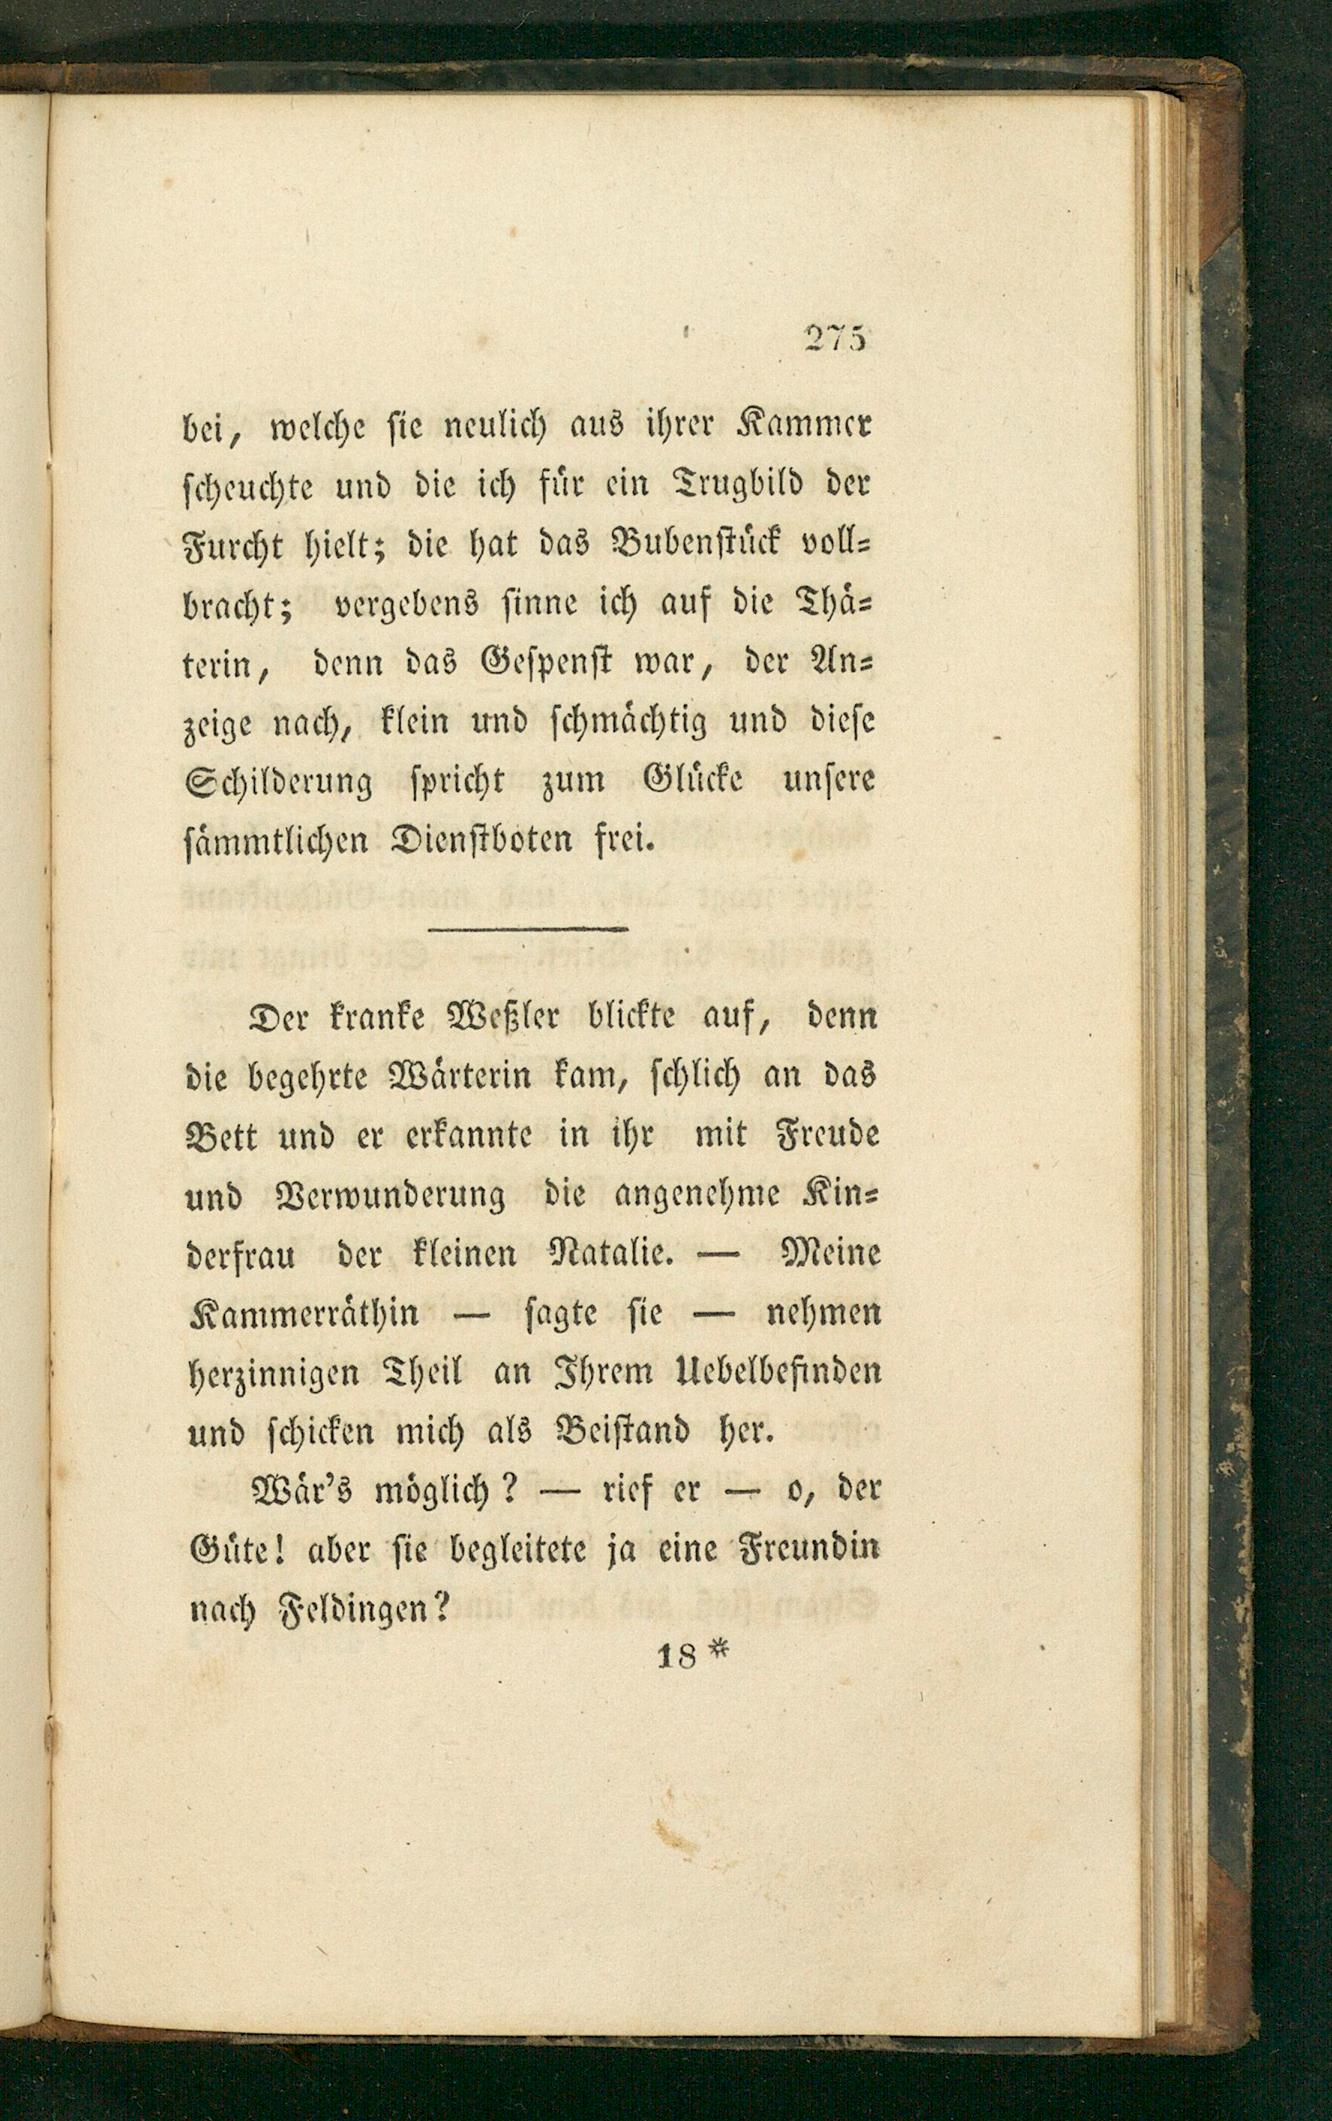 275
bei, welche sie neulich aus ihrer Kammer
scheuchte und die ich für ein Trugbild der
Furcht hielt; die hat das Bubenstück voll=
bracht; vergebens sinne ich auf die Thä=
terin, denn das Gespenst war, der An=
zeige nach, klein und schmächtig und diese
Schilderung spricht zum Glücke unsere
sämmtlichen Dienstboten frei.
Der kranke Weßler blickte auf, denn
die begehrte Wärterin kam, schlich an das
Bett und er erkannte in ihr mit Freude
und Verwunderung die angenehme Kin=
derfrau der kleinen Natalie. — Meine
Kammerräthin — sagte sie — nehmen
herzinnigen Theil an Ihrem Uebelbefinden
und schicken mich als Beistand her.
Wär's möglich? — rief er — o, der
Güte! aber sie begleitete ja eine Freundin
nach Feldingen?
18*